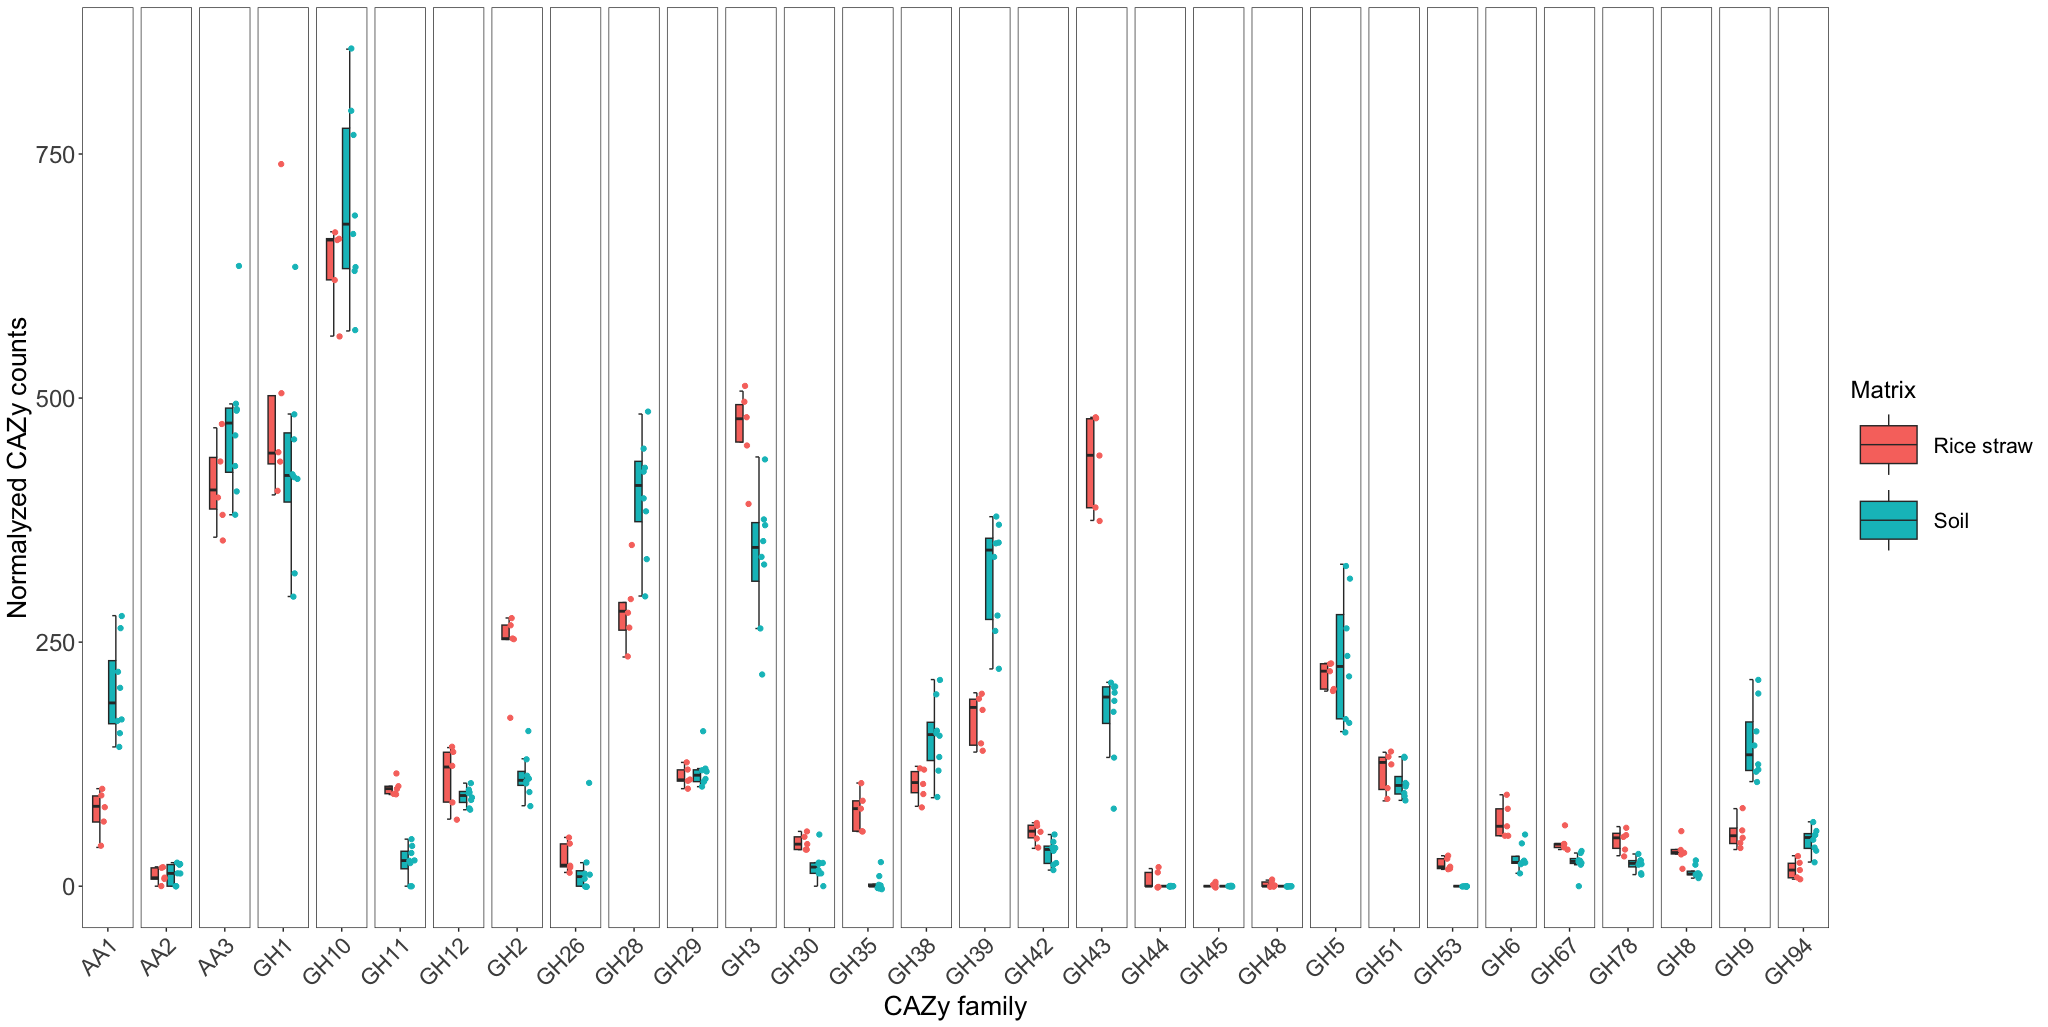 Normalized CAZy counts
750
500
250
0
AA1
AA2
AA3
GH1
GH10
GH11
GH12
GH2
GH26
GH28
GH29
GH3
GH30
GH35
GH38
GH39
GH42
GH43
GH44
GH45
GH48
GH5
GH51
GH53
GH6
GH67
GH78
GH8
GH9
GH94
CAZy family
Matrix
Rice straw
Soil